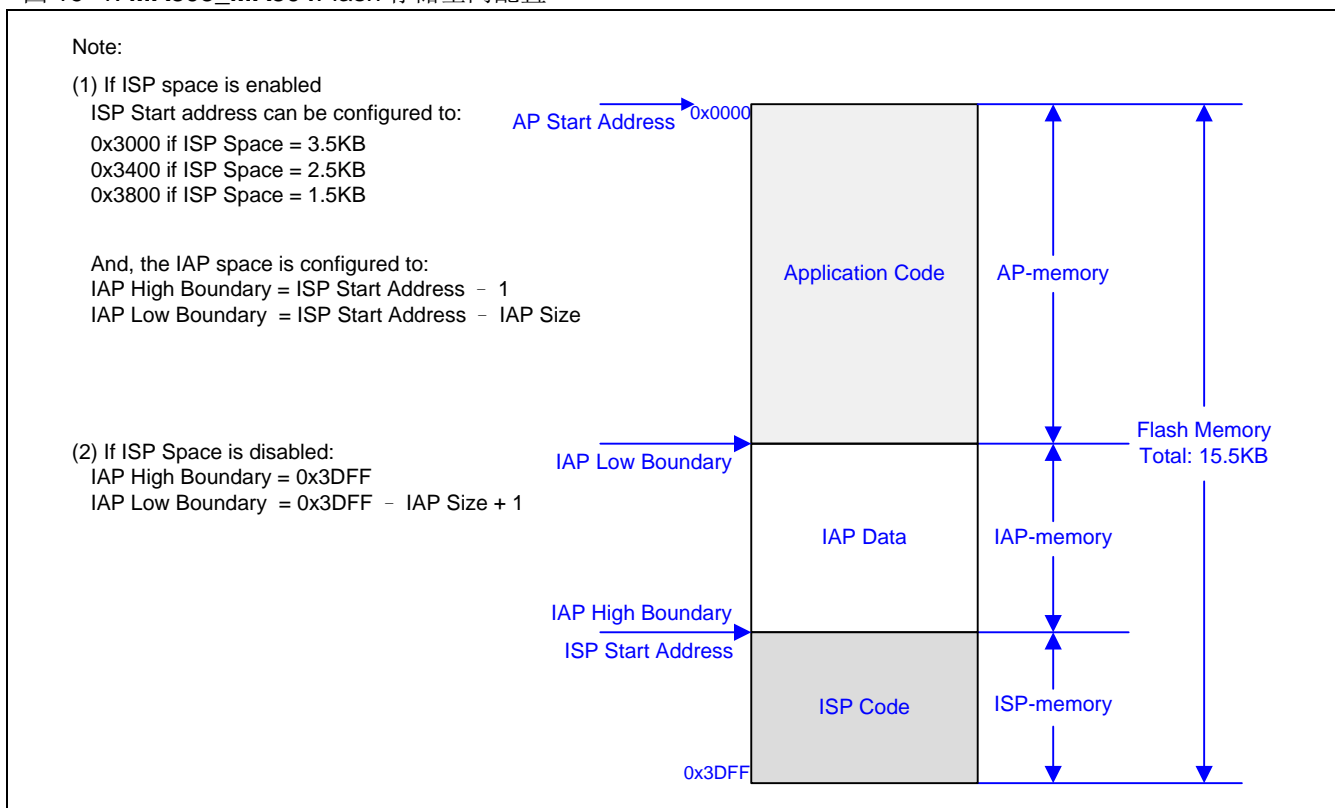 Note:
(1) If ISP space is enabled
ISP Start address can be configured to:
0x3000 if ISP Space = 3.5KB
0x3400 if ISP Space = 2.5KB
0x3800 if ISP Space = 1.5KB
And, the IAP space is configured to:
IAP High Boundary = ISP Start Address – 1
IAP Low Boundary = ISP Start Address – IAP Size
(2) If ISP Space is disabled:
IAP High Boundary = 0x3DFF
IAP Low Boundary = 0x3DFF – IAP Size + 1
AP Start Address
0x0000
Application Code
AP-memory
Flash Memory
Total: 15.5KB
IAP Low Boundary
IAP Data
IAP-memory
IAP High Boundary
ISP Start Address
ISP Code
ISP-memory
0x3DFF